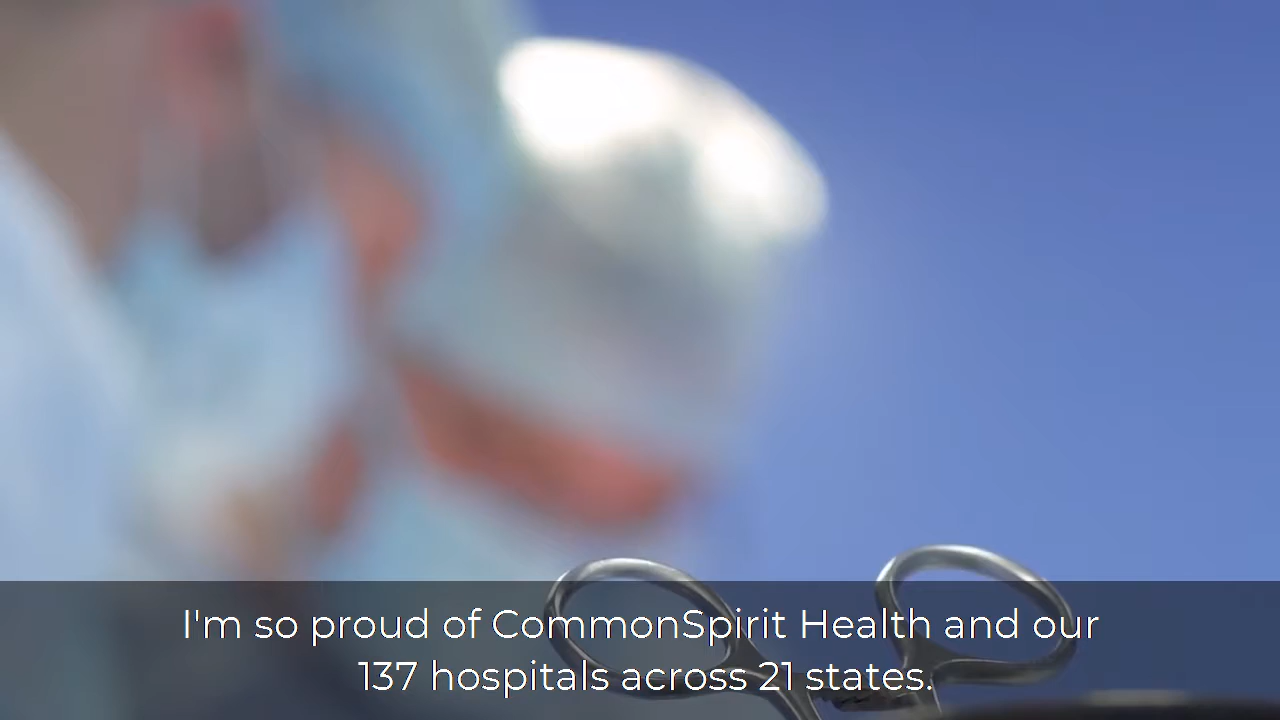 I'm so proud of CommonSpirit Health and our
137 hospitals across 21 states.